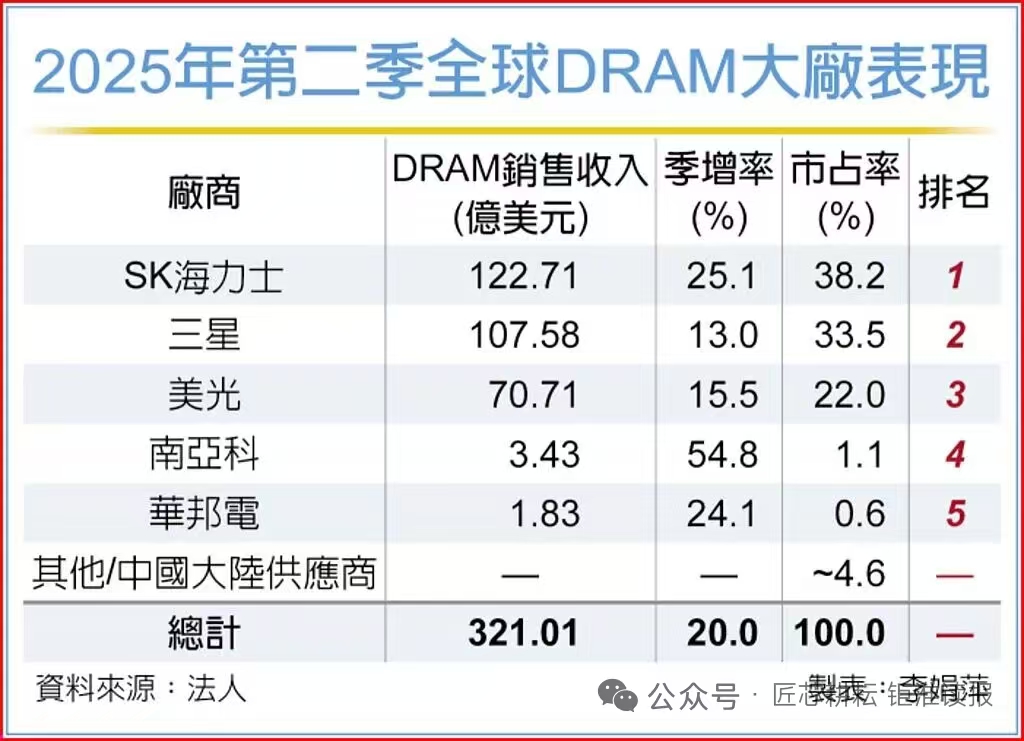 2025年第二季全球DRAM大廠表現
廠商 DRAM銷售收入(億美元) 季增率(%) 市占率(%) 排名
SK海力士 122.71 25.1 38.2 1
三星 107.58 13.0 33.5 2
美光 70.71 15.5 22.0 3
南亞科 3.43 54.8 1.1 4
華邦電 1.83 24.1 0.6 5
其他/中國大陸供應商 — — ~4.6 —
總計 321.01 20.0 100.0 —
資料來源：法人 製表：李娟萍
公众号 · 匠芯耕耘